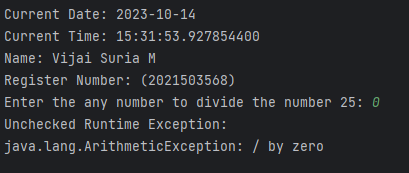 Current Date: 2023-10-14
Current Time: 15:31:53.927854400
Name: Vijai Suria M
Register Number: (2021503568)
Enter the any number to divide the number 25: 0
Unchecked Runtime Exception:
java.lang.ArithmeticException: / by zero